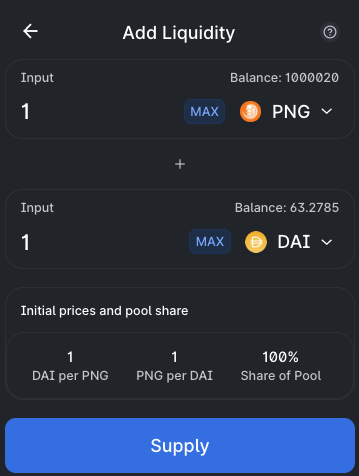 Add Liquidity
Input Balance: 1000020
1 MAX PNG
+
Input Balance: 63.2785
1 MAX DAI
Initial prices and pool share
1 1 100%
DAI per PNG PNG per DAI Share of Pool
Supply